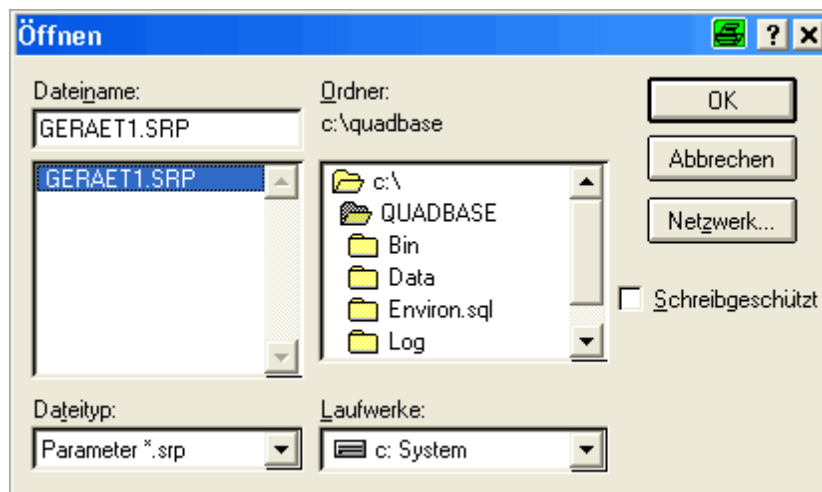 Öffnen
Dateiname:
GERAET1.SRP
GERAET1.SRP
Ordner:
c:\quadbase
c:\
QUADBASE
Bin
Data
Environ.sql
Log
OK
Abbrechen
Netzwerk...
Schreibgeschützt
Dateityp:
Parameter *.srp
Laufwerke:
c: System